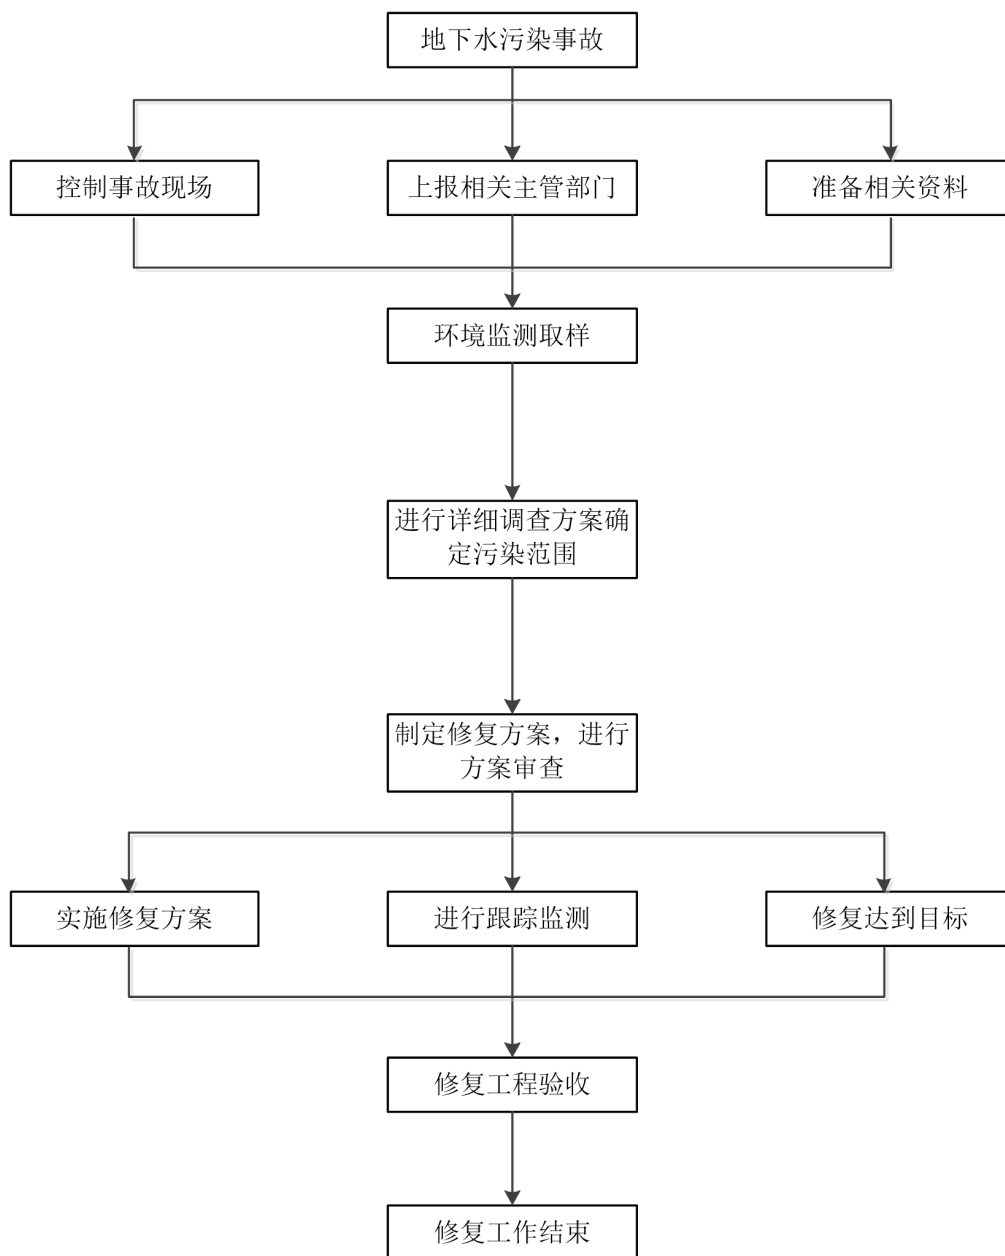 地下水污染事故
控制事故现场
上报相关主管部门
准备相关资料
环境监测取样
进行详细调查方案确
定污染范围
制定修复方案，进行
方案审查
实施修复方案
进行跟踪监测
修复达到目标
修复工程验收
修复工作结束